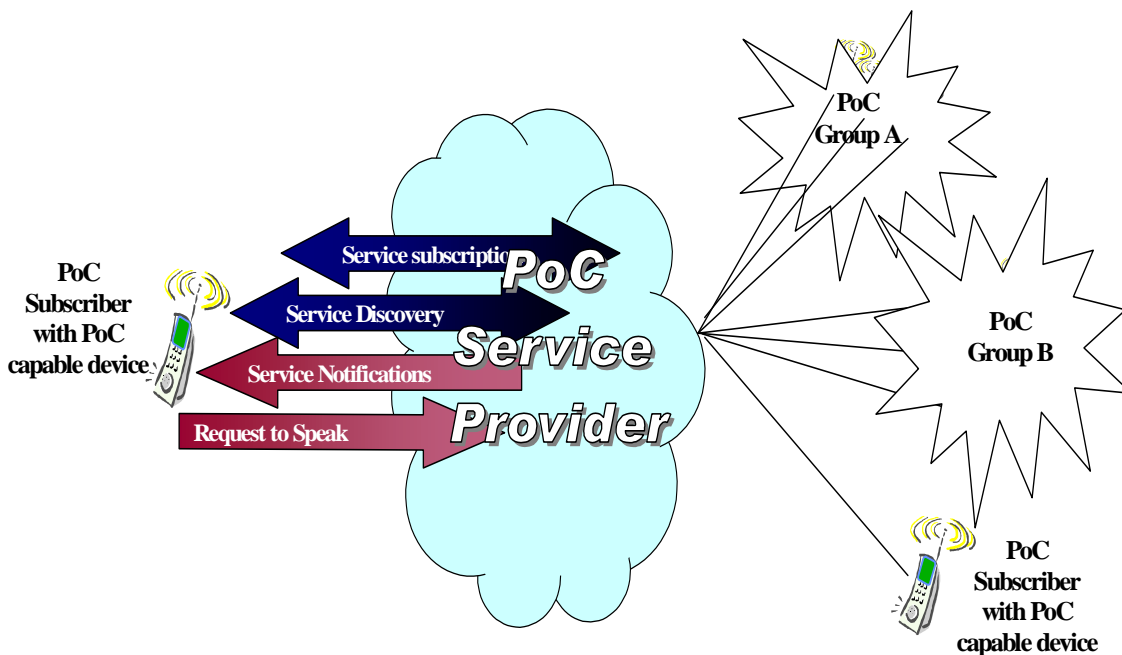 PoC
Subscriber
with PoC
capable device
Service subscription
Service Discovery
Service Notifications
Request to Speak
PoC
Service
Provider
PoC
Group A
PoC
Group B
PoC
Subscriber
with PoC
capable device